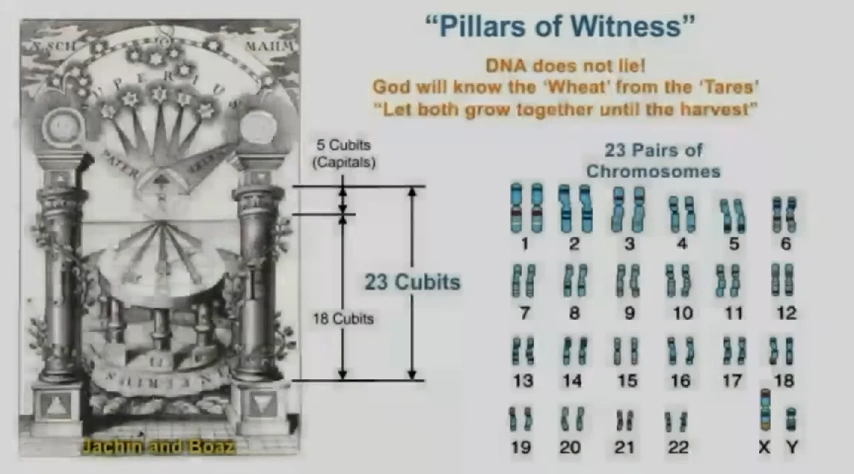 "Pillars of Witness"
DNA does not lie!
God will know the 'Wheat' from the 'Tares'
"Let both grow together until the harvest"
N.SCH MAHM
SUPERIUS
PATER
5 Cubits
(Capitals)
23 Cubits
18 Cubits
Jachin and Boaz
23 Pairs of
Chromosomes
1 2 3 4 5 6
7 8 9 10 11 12
13 14 15 16 17 18
19 20 21 22 X Y